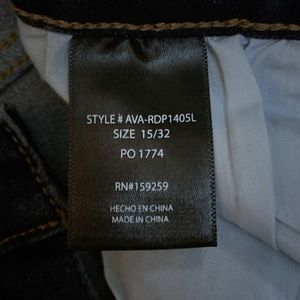 STYLE # AVA-RDP1405L
SIZE 15/32
PO 1774
RN#159259
HECHO EN CHINA
MADE IN CHINA